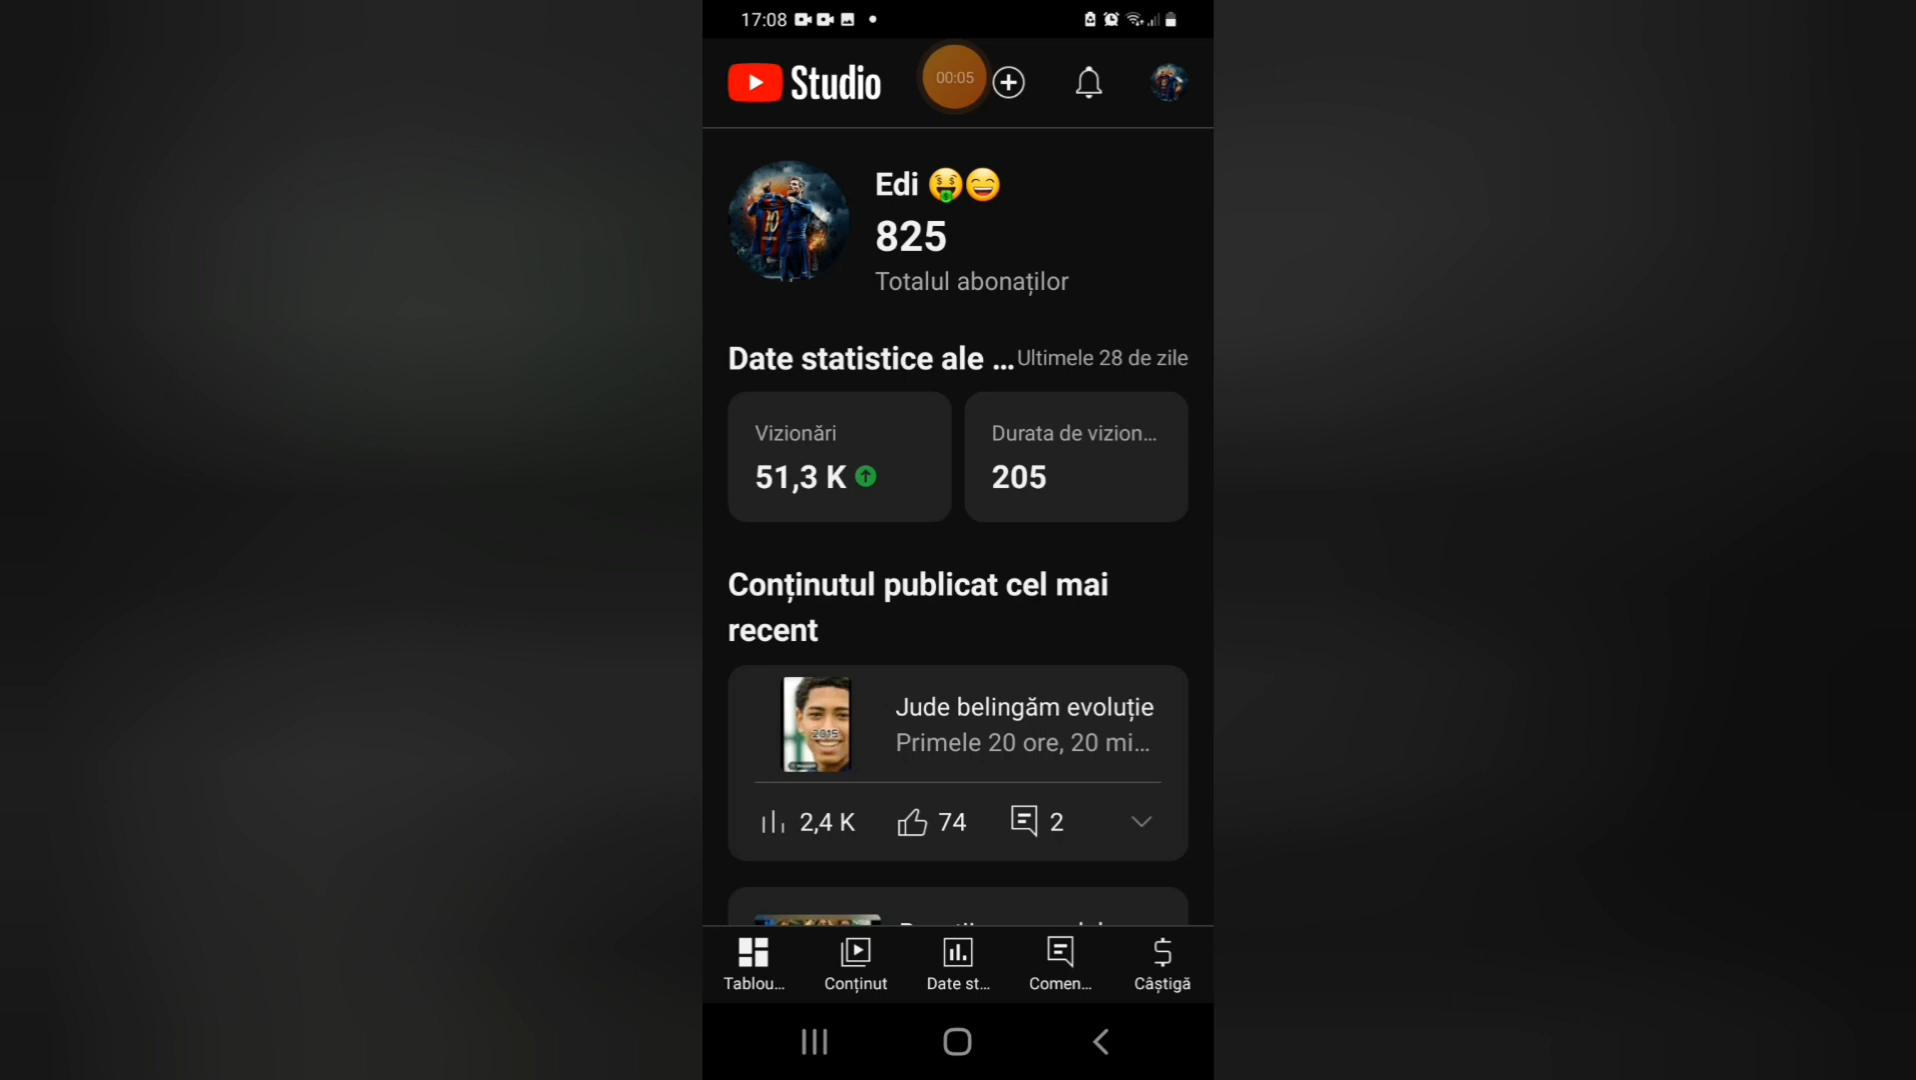 17:08
Studio
00:05
Edi 🤑😄
825
Totalul abonaților
Date statistice ale ...
Ultimele 28 de zile
Vizionări
Durata de vizion...
51,3 K
205
Conținutul publicat cel mai
recent
Jude belingăm evoluție
Primele 20 ore, 20 mi...
2015
2,4 K
74
2
Tablou...
Conținut
Date st...
Comen...
Câștigă